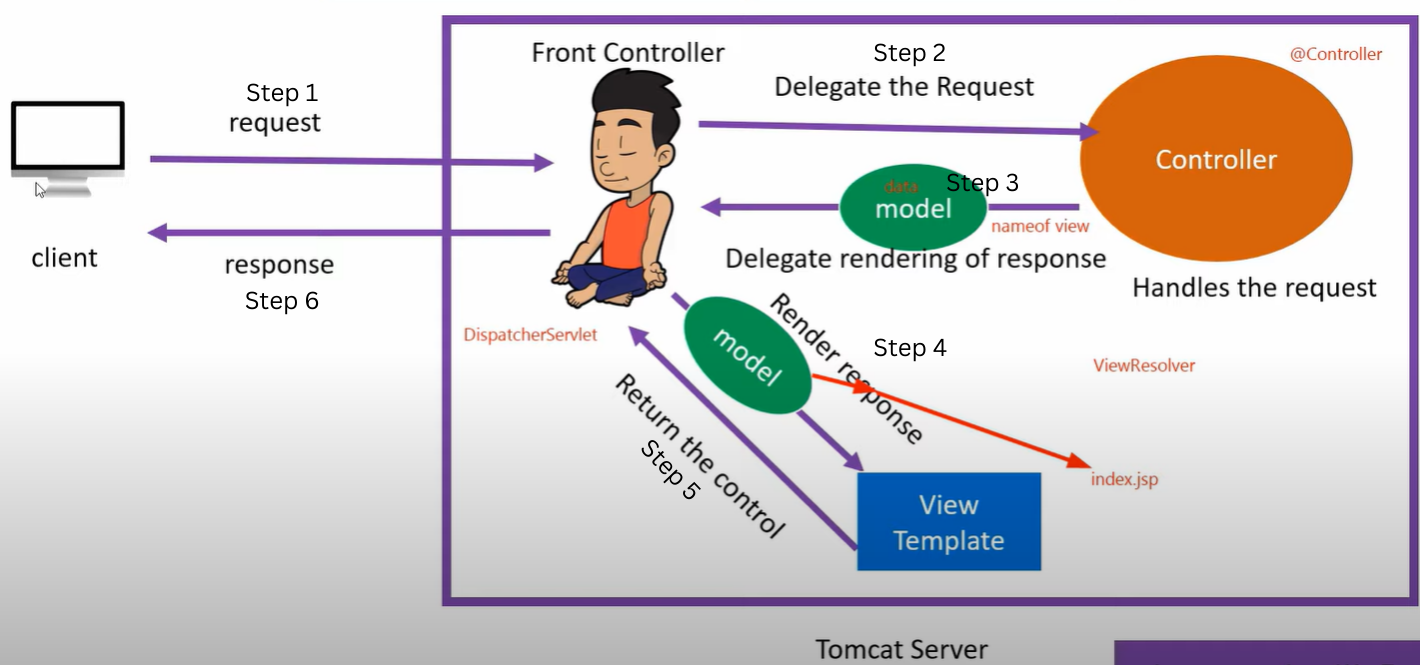 Front Controller
Step 2
Delegate the Request
@Controller
Step 1
request
Controller
data
Step 3
model
nameof view
client
response
Step 6
Delegate rendering of response
Handles the request
DispatcherServlet
model
Render response
Step 4
ViewResolver
Return the control
Step 5
index.jsp
View
Template
Tomcat Server